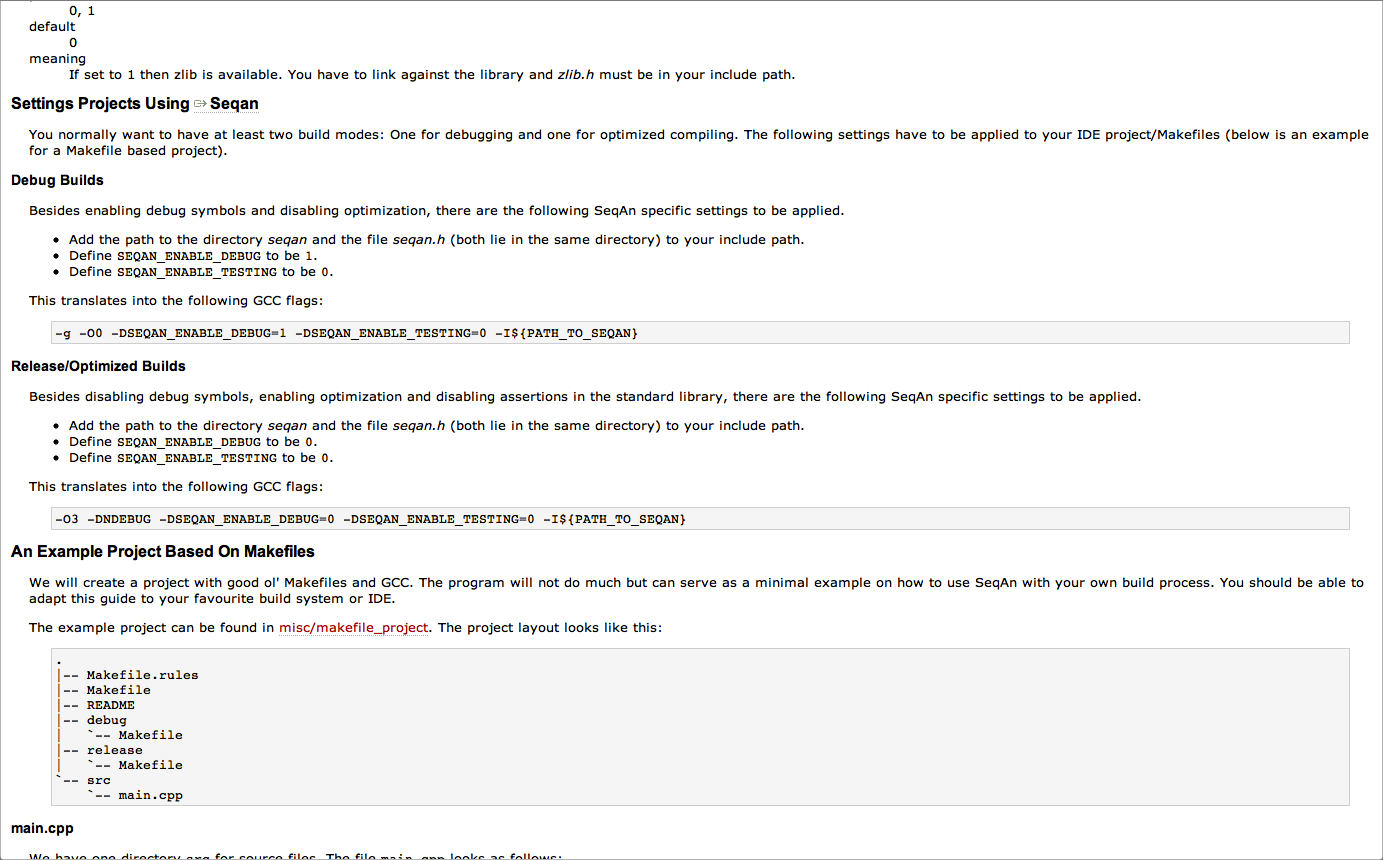 0, 1
default
0
meaning
If set to 1 then zlib is available. You have to link against the library and zlib.h must be in your include path.
Settings Projects Using Seqan
You normally want to have at least two build modes: One for debugging and one for optimized compiling. The following settings have to be applied to your IDE project/Makefiles (below is an example
for a Makefile based project).
Debug Builds
Besides enabling debug symbols and disabling optimization, there are the following SeqAn specific settings to be applied.
• Add the path to the directory seqan and the file seqan.h (both lie in the same directory) to your include path.
• Define SEQAN_ENABLE_DEBUG to be 1.
• Define SEQAN_ENABLE_TESTING to be 0.
This translates into the following GCC flags:
-g -O0 -DSEQAN_ENABLE_DEBUG=1 -DSEQAN_ENABLE_TESTING=0 -I${PATH_TO_SEQAN}
Release/Optimized Builds
Besides disabling debug symbols, enabling optimization and disabling assertions in the standard library, there are the following SeqAn specific settings to be applied.
• Add the path to the directory seqan and the file seqan.h (both lie in the same directory) to your include path.
• Define SEQAN_ENABLE_DEBUG to be 0.
• Define SEQAN_ENABLE_TESTING to be 0.
This translates into the following GCC flags:
-O3 -DNDEBUG -DSEQAN_ENABLE_DEBUG=0 -DSEQAN_ENABLE_TESTING=0 -I${PATH_TO_SEQAN}
An Example Project Based On Makefiles
We will create a project with good ol' Makefiles and GCC. The program will not do much but can serve as a minimal example on how to use SeqAn with your own build process. You should be able to
adapt this guide to your favourite build system or IDE.
The example project can be found in misc/makefile_project. The project layout looks like this:
.
|-- Makefile.rules
|-- Makefile
|-- README
|-- debug
|   `-- Makefile
|-- release
|   `-- Makefile
`-- src
    `-- main.cpp
main.cpp
We have one directory src for source files. The file main.cpp looks as follows: